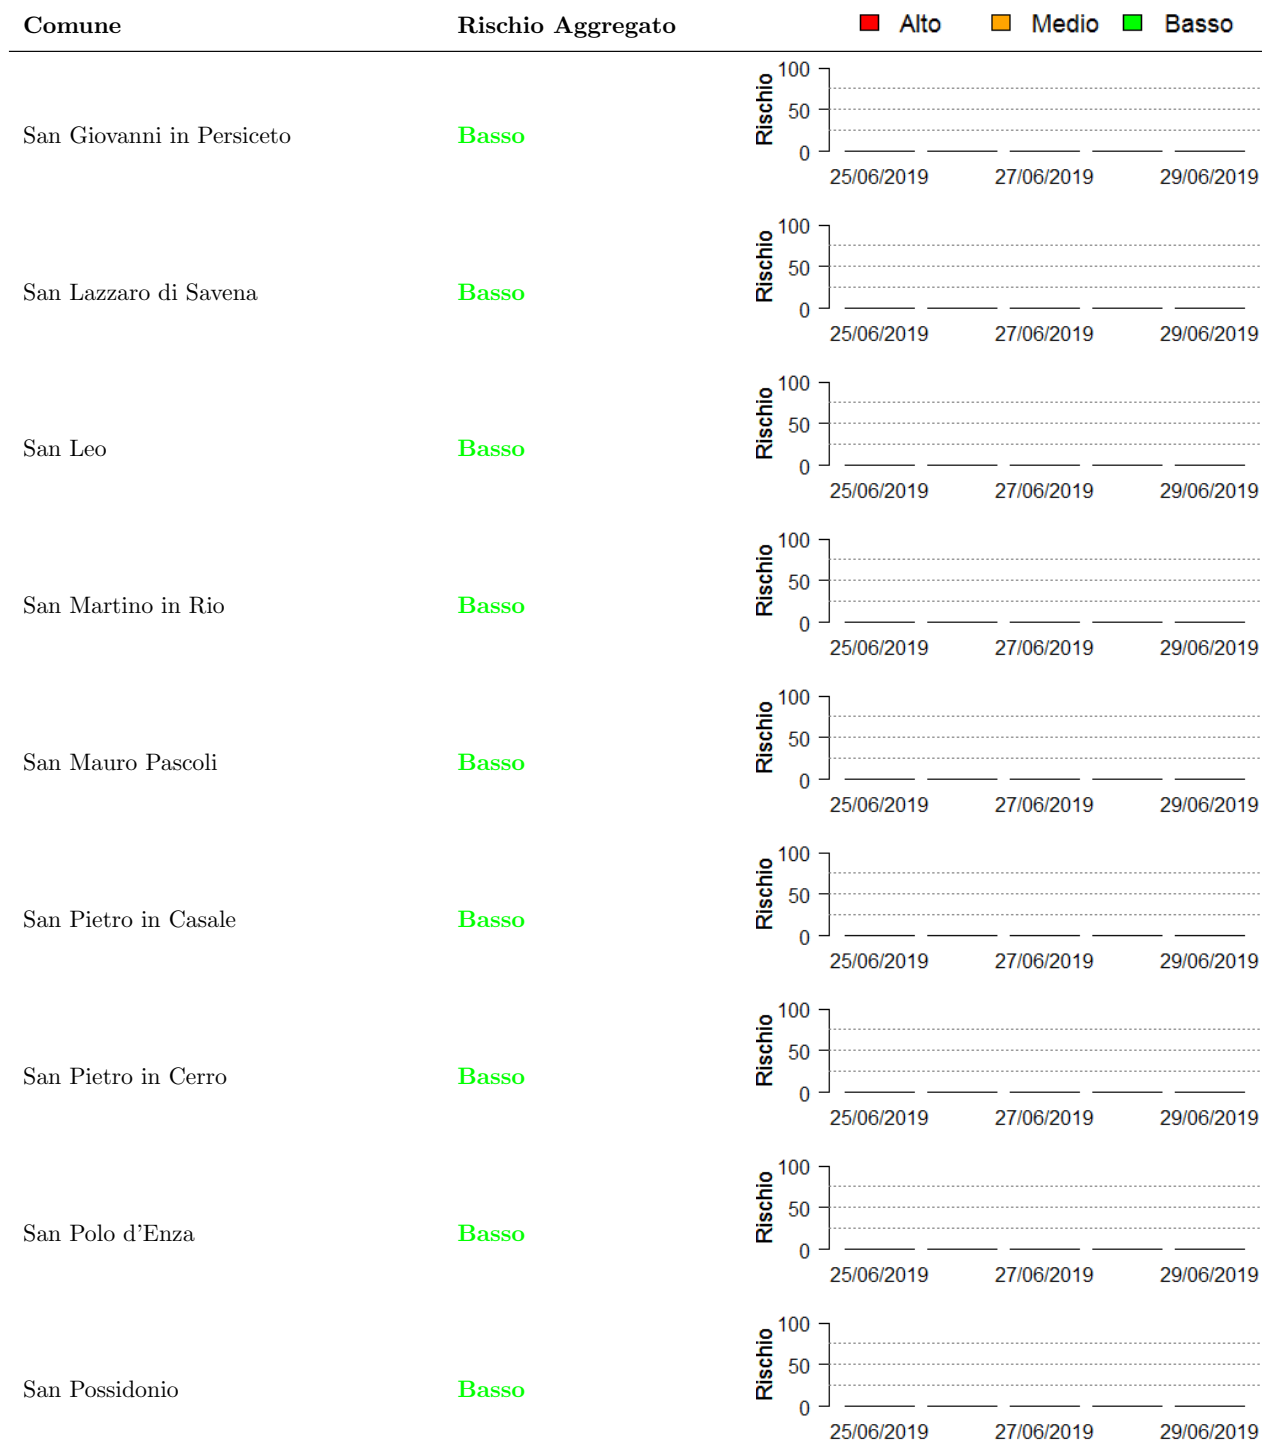 Comune Rischio Aggregato Alto Medio Basso
100
Rischio
50
San Giovanni in Persiceto Basso
0
25/06/2019 27/06/2019 29/06/2019
100
Rischio
50
San Lazzaro di Savena Basso
0
25/06/2019 27/06/2019 29/06/2019
100
Rischio
50
San Leo Basso
0
25/06/2019 27/06/2019 29/06/2019
100
Rischio
50
San Martino in Rio Basso
0
25/06/2019 27/06/2019 29/06/2019
100
Rischio
50
San Mauro Pascoli Basso
0
25/06/2019 27/06/2019 29/06/2019
100
Rischio
50
San Pietro in Casale Basso
0
25/06/2019 27/06/2019 29/06/2019
100
Rischio
50
San Pietro in Cerro Basso
0
25/06/2019 27/06/2019 29/06/2019
100
Rischio
50
San Polo d'Enza Basso
0
25/06/2019 27/06/2019 29/06/2019
100
Rischio
50
San Possidonio Basso
0
25/06/2019 27/06/2019 29/06/2019